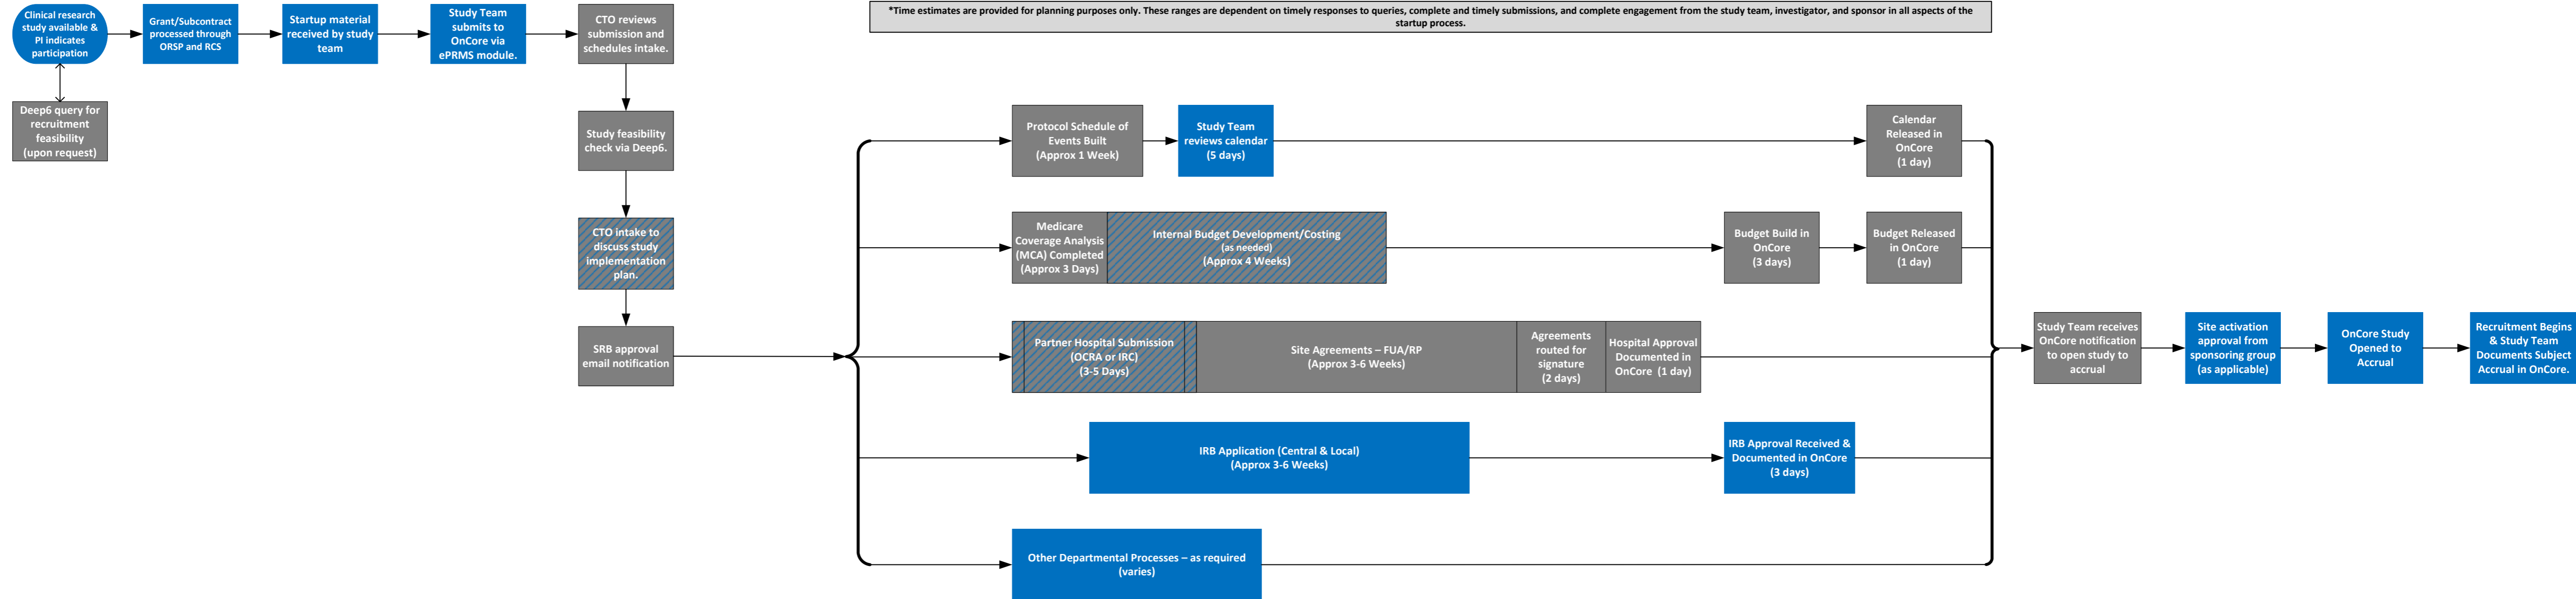 Clinical research
study available &
PI indicates
participation
Grant/Subcontract
processed through
ORSP and RCS
Startup material
received by study
team
Study Team
submits to
OnCore via
ePRMS module.
CTO reviews
submission and
schedules intake.
*Time estimates are provided for planning purposes only. These ranges are dependent on timely responses to queries, complete and timely submissions, and complete engagement from the study team, investigator, and sponsor in all aspects of the
startup process.
Deep6 query for
recruitment
feasibility
(upon request)
Study feasibility
check via Deep6.
CTO intake to
discuss study
implementation
plan.
SRB approval
email notification
Protocol Schedule of
Events Built
(Approx 1 Week)
Study Team
reviews calendar
(5 days)
Calendar
Released in
OnCore
(1 day)
Medicare
Coverage Analysis
(MCA) Completed
(Approx 3 Days)
Internal Budget Development/Costing
(as needed)
(Approx 4 Weeks)
Budget Build in
OnCore
(3 days)
Budget Released
in OnCore
(1 day)
Partner Hospital Submission
(OCRA or IRC)
(3-5 Days)
Site Agreements – FUA/RP
(Approx 3-6 Weeks)
Agreements
routed for
signature
(2 days)
Hospital Approval
Documented in
OnCore (1 day)
IRB Application (Central & Local)
(Approx 3-6 Weeks)
IRB Approval Received &
Documented in OnCore
(3 days)
Other Departmental Processes – as required
(varies)
Study Team receives
OnCore notification
to open study to
accrual
Site activation
approval from
sponsoring group
(as applicable)
OnCore Study
Opened to
Accrual
Recruitment Begins
& Study Team
Documents Subject
Accrual in OnCore.